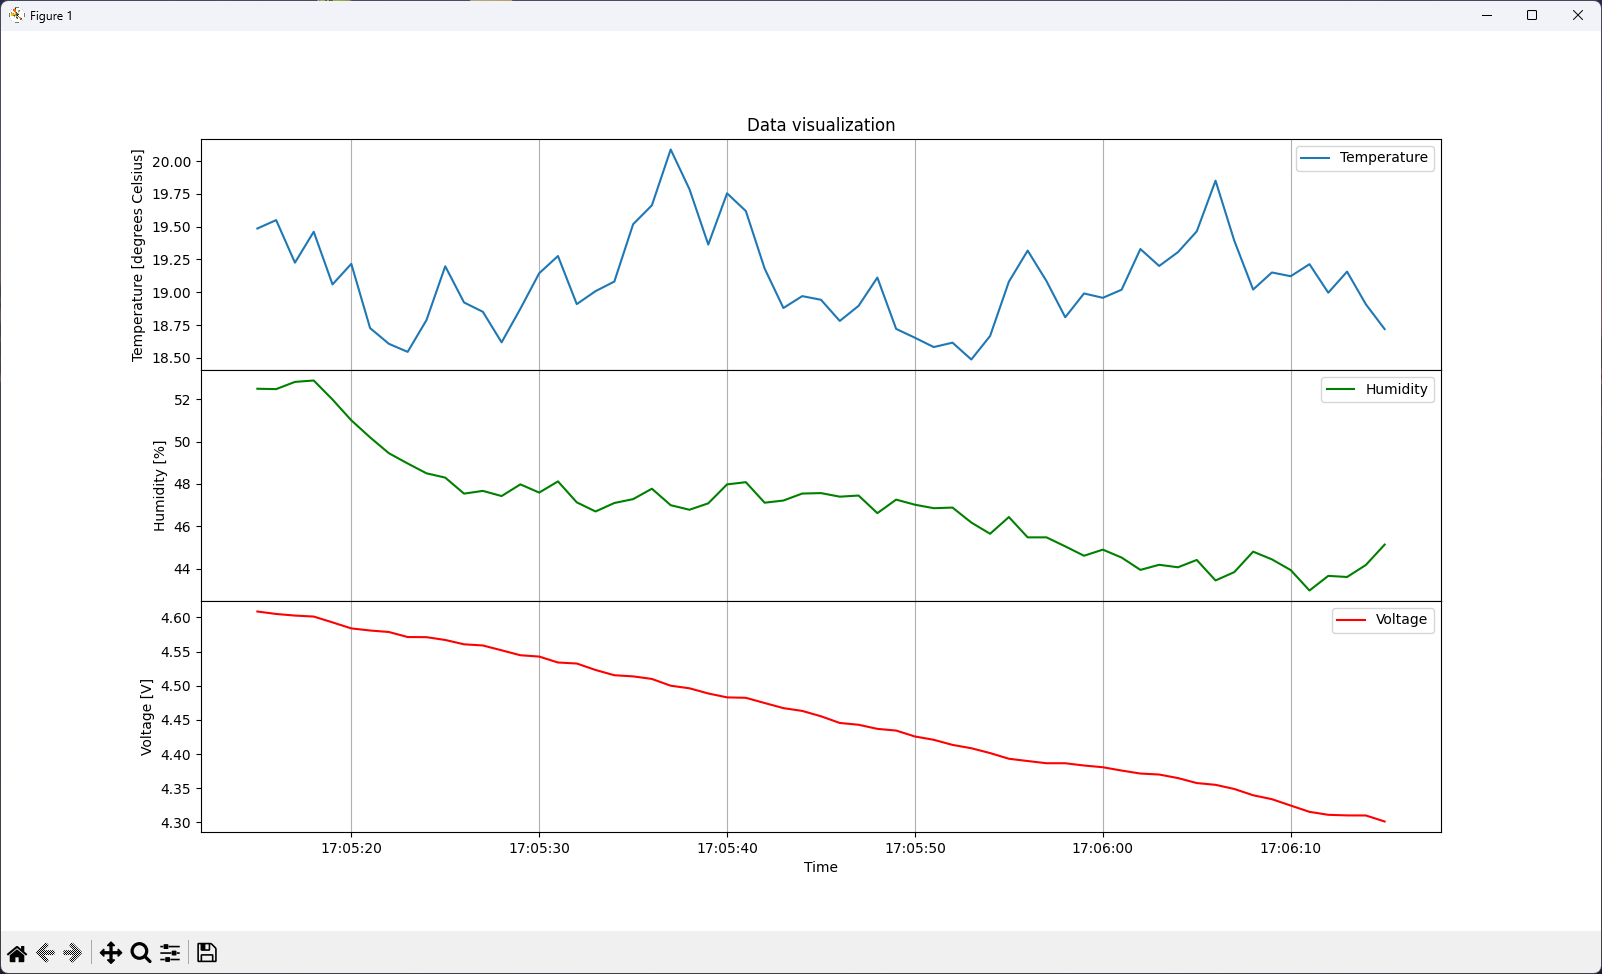 Figure 1
Data visualization
Temperature [degrees Celsius]
20.00
19.75
19.50
19.25
19.00
18.75
18.50
Temperature
Humidity [%]
52
50
48
46
44
Humidity
Voltage [V]
4.60
4.55
4.50
4.45
4.40
4.35
4.30
Voltage
17:05:20 17:05:30 17:05:40 17:05:50 17:06:00 17:06:10
Time